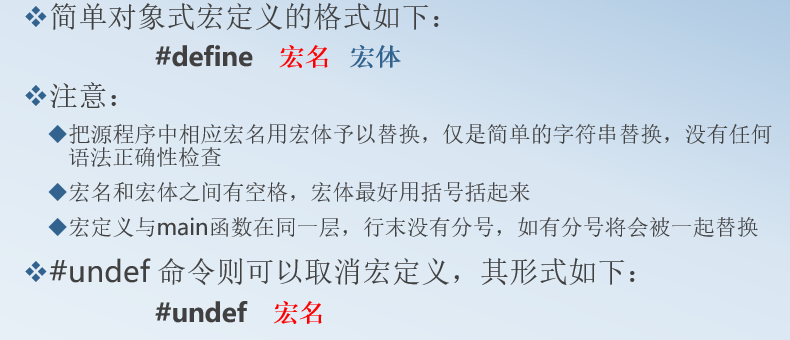 ❖简单对象式宏定义的格式如下：
#define 宏名 宏体
❖注意：
◆把源程序中相应宏名用宏体予以替换，仅是简单的字符串替换，没有任何
语法正确性检查
◆宏名和宏体之间有空格，宏体最好用括号括起来
◆宏定义与main函数在同一层，行末没有分号，如有分号将会被一起替换
❖#undef 命令则可以取消宏定义，其形式如下：
#undef 宏名